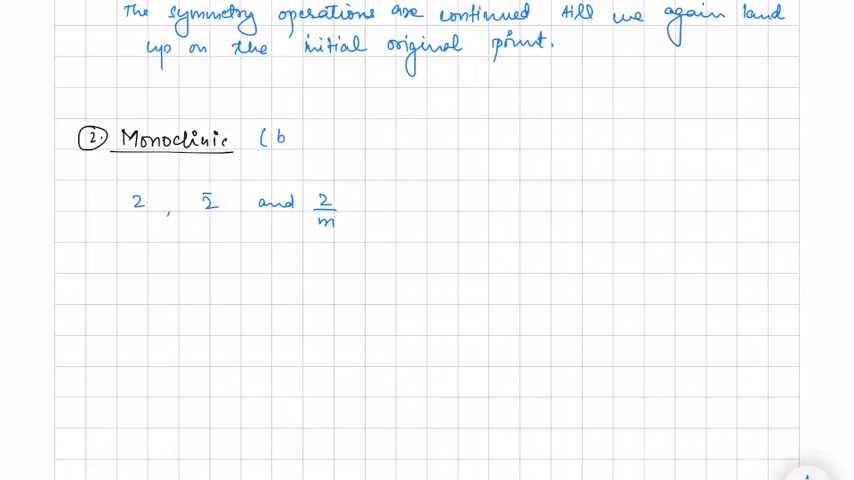 The symmetry operations are continued till we again land
up on the initial original point.
2. Monoclinic ( b
2 , 2̄ and 2/m